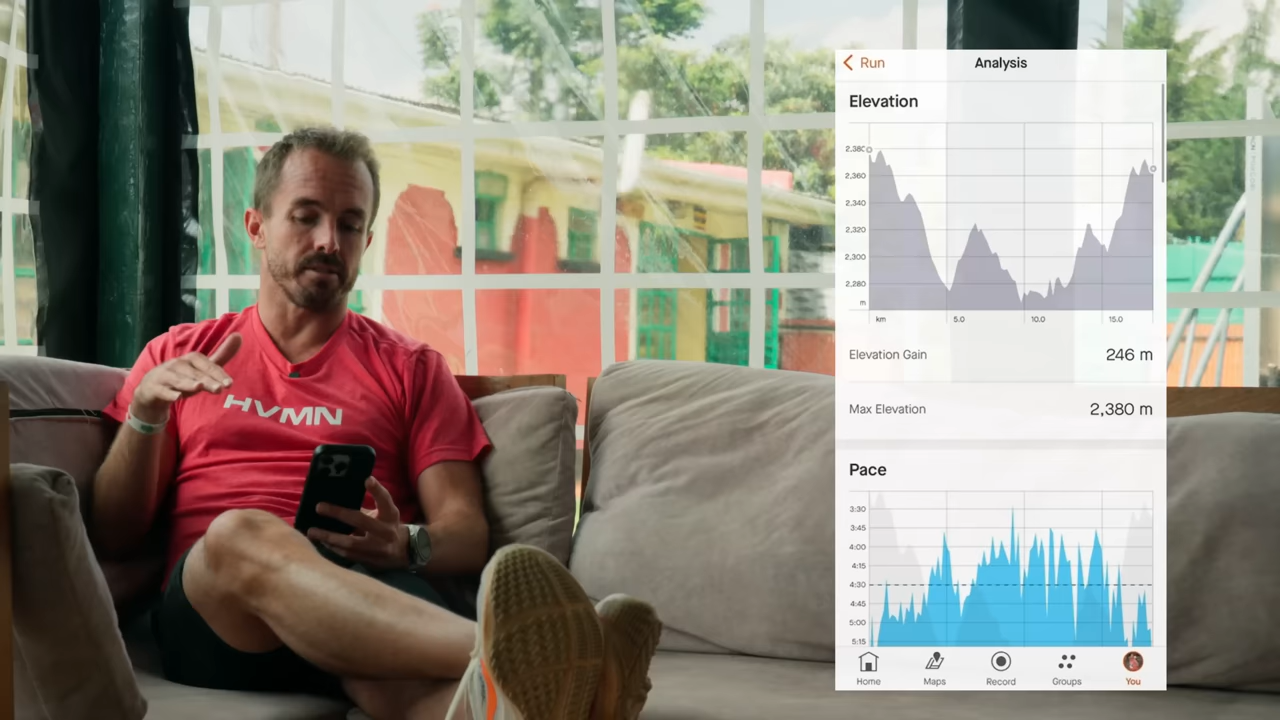 HVMN
Run
Analysis
Elevation
2,380
2,360
2,340
2,320
2,300
2,280
m
km
5.0
10.0
15.0
Elevation Gain
246 m
Max Elevation
2,380 m
Pace
3:30
3:45
4:00
4:15
4:30
4:45
5:00
5:15
Home
Maps
Record
Groups
You